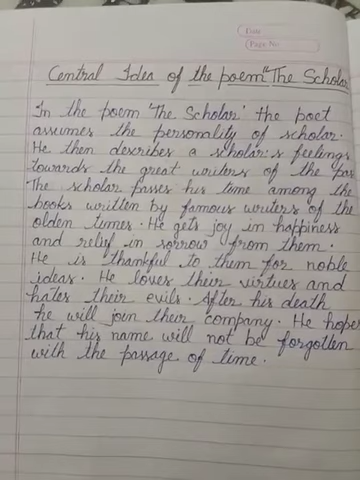 Date
Page No
Central Idea of the poem "The Scholar
In the poem 'The Scholar' the poet
assumes the personality of scholar.
He then describes a scholar's feelings
towards the great writers of the pas
The scholar passes his time among the
books written by famous writers of the
olden times. He gets joy in happiness
and relief in sorrow from them.
He is thankful to them for noble
ideas. He loves their virtues and
hates their evils. After his death
he will join their company. He hopes
that his name will not be forgotten
with the passage of time.